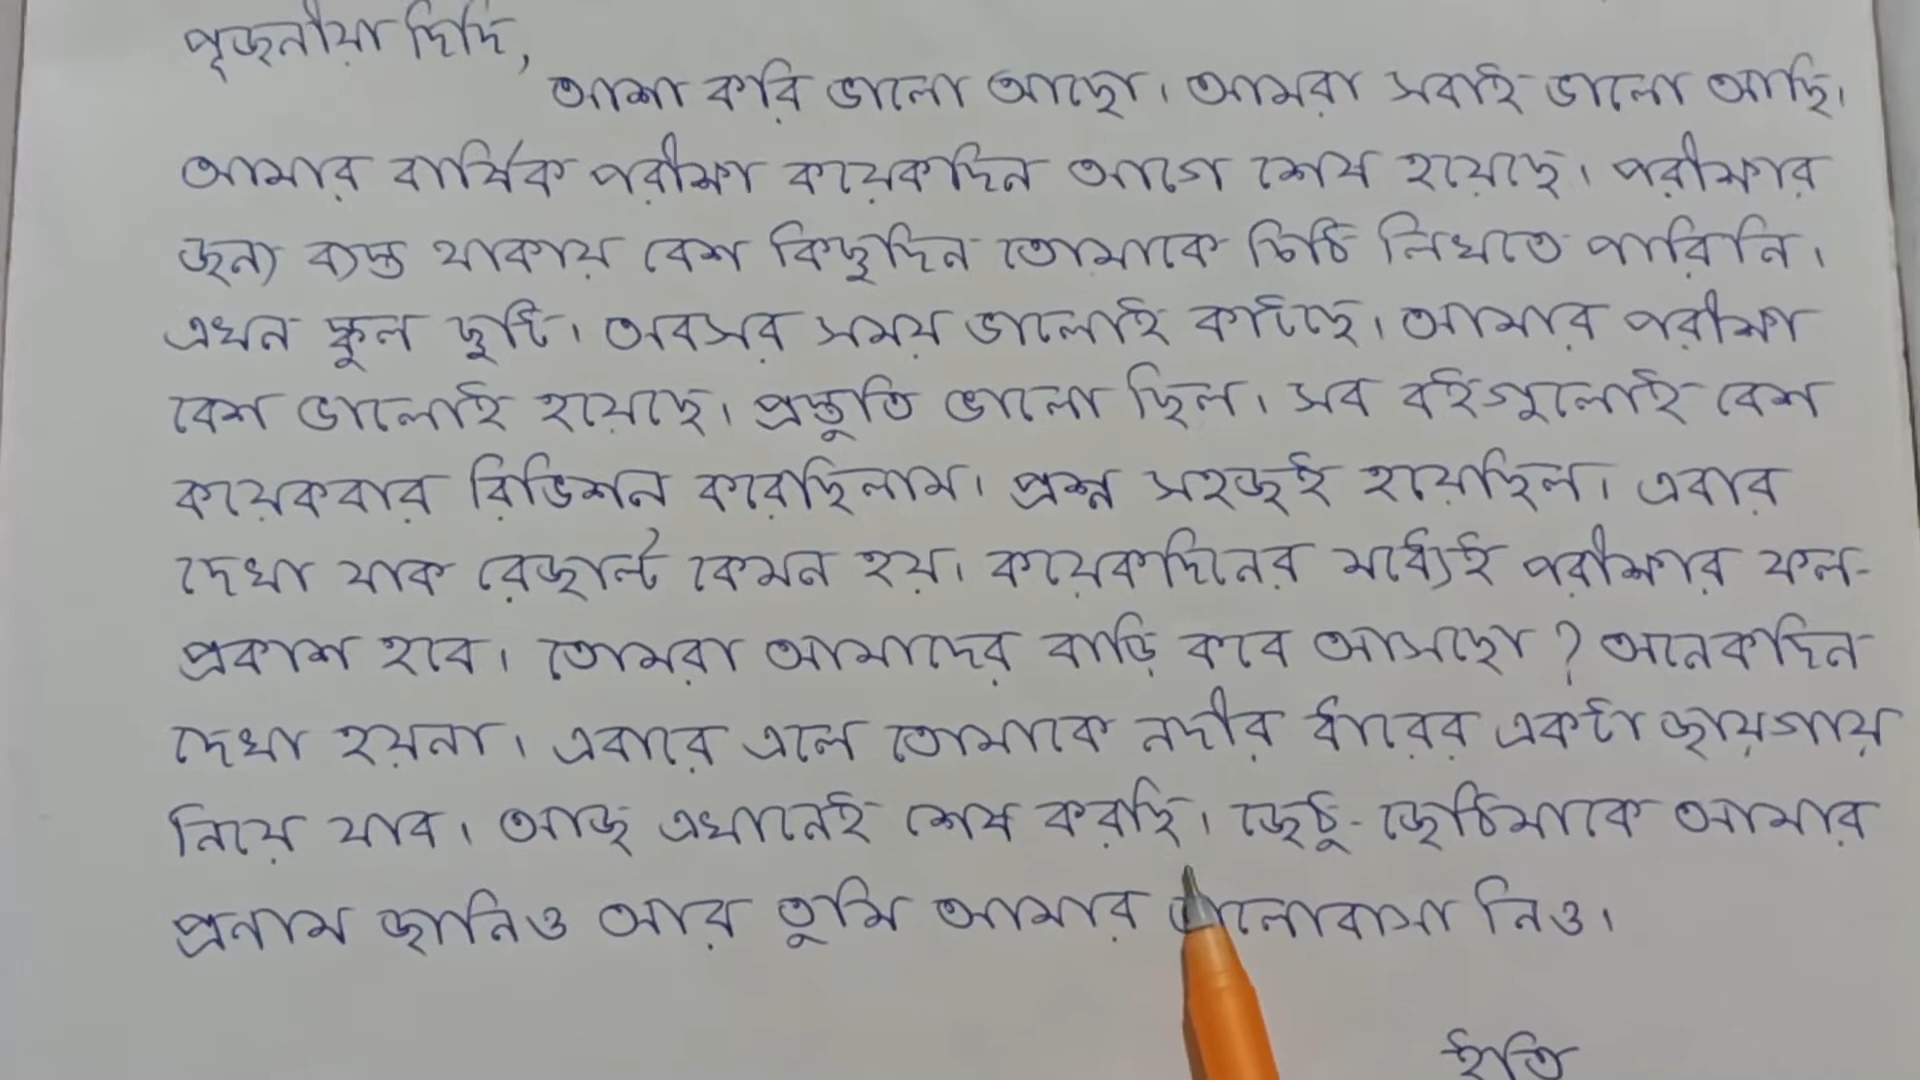 পূজনীয়া দিদি,
আশা করি ভালো আছো। আমরা সবাই ভালো আছি।
আমার বার্ষিক পরীক্ষা কয়েকদিন আগে শেষ হয়েছে। পরীক্ষার
জন্য ব্যস্ত থাকায় বেশ কিছুদিন তোমাকে চিঠি লিখতে পারিনি।
এখন স্কুল ছুটি। অবসর সময় ভালোই কাটছে। আমার পরীক্ষা
বেশ ভালোই হয়েছে। প্রস্তুতি ভালো ছিল। সব বইগুলোই বেশ
কয়েকবার রিভিশন করেছিলাম। প্রশ্ন সহজই হয়েছিল। এবার
দেখা যাক রেজাল্ট কেমন হয়। কয়েকদিনের মধ্যেই পরীক্ষার ফল-
প্রকাশ হবে। তোমরা আমাদের বাড়ি কবে আসছো? অনেকদিন
দেখা হয়না। এবারে এলে তোমাকে নদীর ধারের একটা জায়গায়
নিয়ে যাব। আজ এখানেই শেষ করছি। জেঠু-জেঠিমাকে আমার
প্রনাম জানিও আর তুমি আমার ভালোবাসা নিও।
ইতি